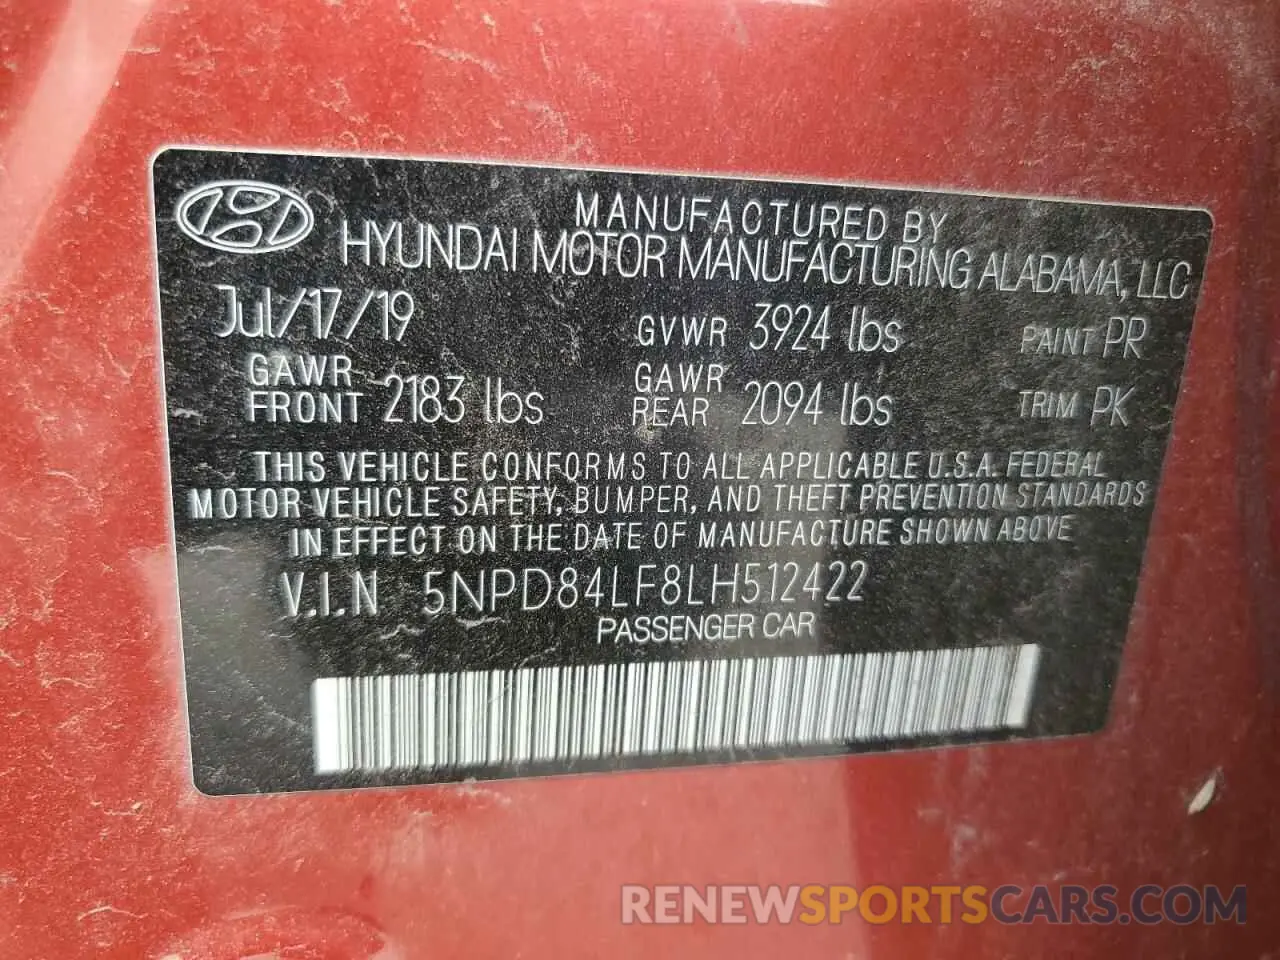 MANUFACTURED BY
HYUNDAI MOTOR MANUFACTURING ALABAMA, LLC
Jul/17/19 GVWR 3924 lbs PAINT PR
GAWR FRONT 2183 lbs GAWR REAR 2094 lbs TRIM PK
THIS VEHICLE CONFORMS TO ALL APPLICABLE U.S.A. FEDERAL
MOTOR VEHICLE SAFETY, BUMPER, AND THEFT PREVENTION STANDARDS
IN EFFECT ON THE DATE OF MANUFACTURE SHOWN ABOVE
V.I.N 5NPD84LF8LH512422
PASSENGER CAR
RENEWSPORTSCARS.COM